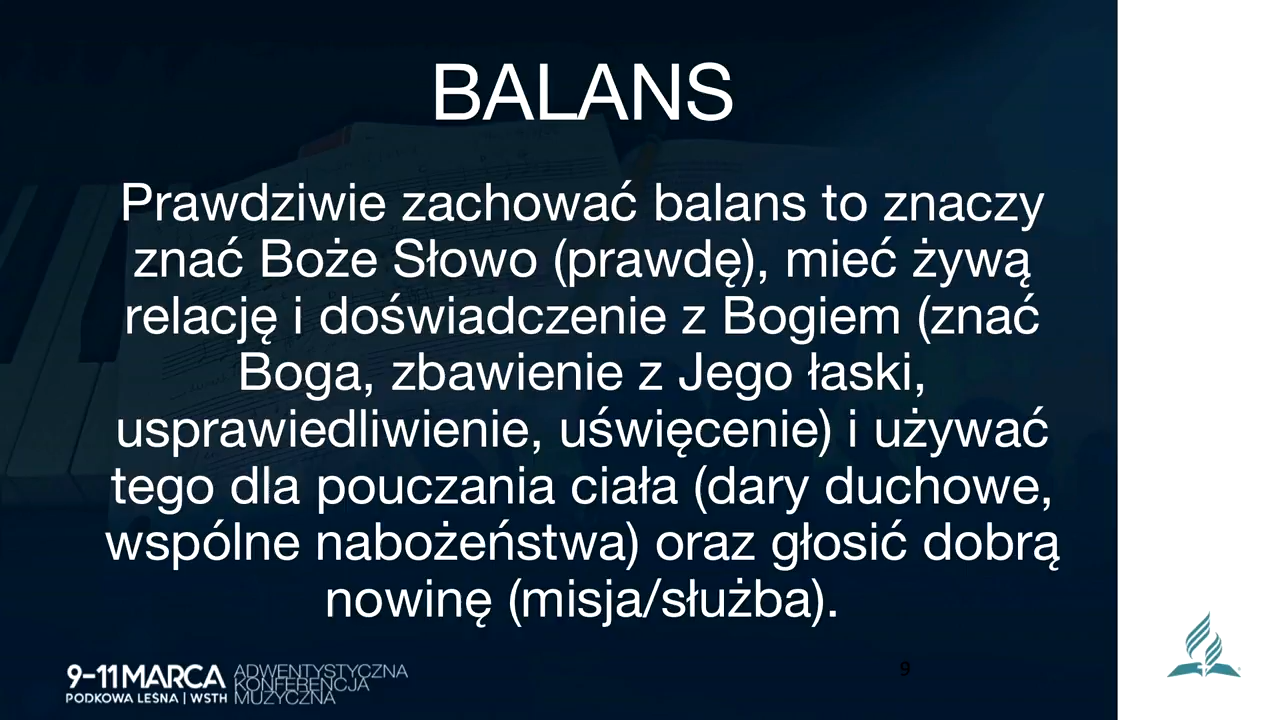 BALANS
Prawdziwie zachować balans to znaczy
znać Boże Słowo (prawdę), mieć żywą
relację i doświadczenie z Bogiem (znać
Boga, zbawienie z Jego łaski,
usprawiedliwienie, uświęcenie) i używać
tego dla pouczania ciała (dary duchowe,
wspólne nabożeństwa) oraz głosić dobrą
nowinę (misja/służba).
9
9-11 MARCA
PODKOWA LEŚNA | WSTH
ADWENTYSTYCZNA
KONFERENCJA
MUZYCZNA